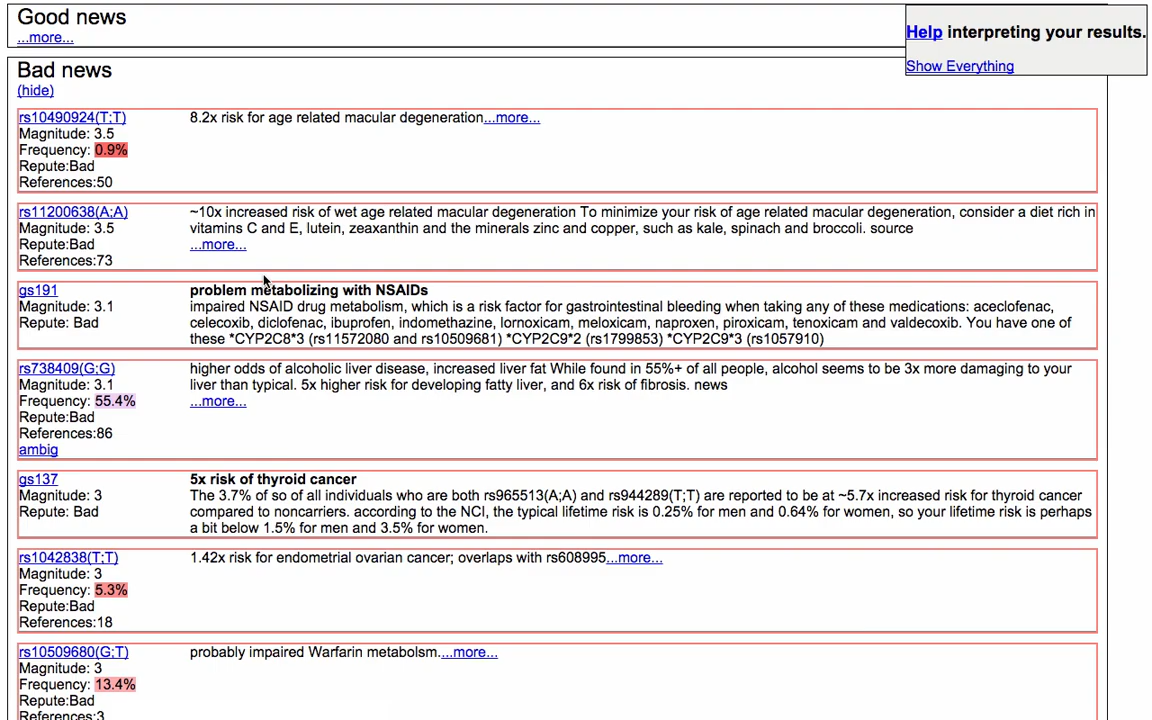 Good news
...more...
Help interpreting your results.
Show Everything
Bad news
(hide)
rs10490924(T;T)
Magnitude: 3.5
Frequency: 0.9%
Repute:Bad
References:50
8.2x risk for age related macular degeneration...more...
rs11200638(A;A)
Magnitude: 3.5
Repute:Bad
References:73
~10x increased risk of wet age related macular degeneration To minimize your risk of age related macular degeneration, consider a diet rich in
vitamins C and E, lutein, zeaxanthin and the minerals zinc and copper, such as kale, spinach and broccoli. source
...more...
gs191
Magnitude: 3.1
Repute: Bad
problem metabolizing with NSAIDs
impaired NSAID drug metabolism, which is a risk factor for gastrointestinal bleeding when taking any of these medications: aceclofenac,
celecoxib, diclofenac, ibuprofen, indomethazine, lornoxicam, meloxicam, naproxen, piroxicam, tenoxicam and valdecoxib. You have one of
these *CYP2C8*3 (rs11572080 and rs10509681) *CYP2C9*2 (rs1799853) *CYP2C9*3 (rs1057910)
rs738409(G;G)
Magnitude: 3.1
Frequency: 55.4%
Repute:Bad
References:86
ambig
higher odds of alcoholic liver disease, increased liver fat While found in 55%+ of all people, alcohol seems to be 3x more damaging to your
liver than typical. 5x higher risk for developing fatty liver, and 6x risk of fibrosis. news
...more...
gs137
Magnitude: 3
Repute: Bad
5x risk of thyroid cancer
The 3.7% of so of all individuals who are both rs965513(A;A) and rs944289(T;T) are reported to be at ~5.7x increased risk for thyroid cancer
compared to noncarriers. according to the NCI, the typical lifetime risk is 0.25% for men and 0.64% for women, so your lifetime risk is perhaps
a bit below 1.5% for men and 3.5% for women.
rs1042838(T;T)
Magnitude: 3
Frequency: 5.3%
Repute:Bad
References:18
1.42x risk for endometrial ovarian cancer; overlaps with rs608995...more...
rs10509680(G;T)
Magnitude: 3
Frequency: 13.4%
Repute:Bad
References:3
probably impaired Warfarin metabolsm....more...